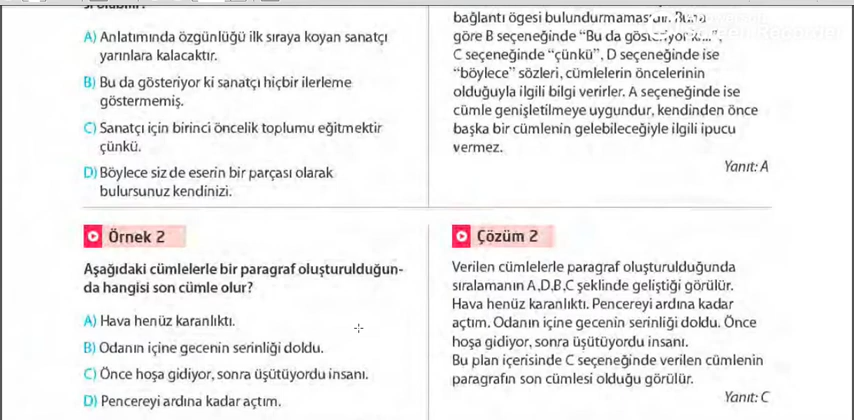 A) Anlatımında özgünlüğü ilk sıraya koyan sanatçı
yarınlara kalacaktır.
B) Bu da gösteriyor ki sanatçı hiçbir ilerleme
göstermemiş.
C) Sanatçı için birinci öncelik toplumu eğitmektir
çünkü.
D) Böylece siz de eserin bir parçası olarak
bulursunuz kendinizi.
bağlantı ögesi bulundurmamasıdır. Buna
göre B seçeneğinde “Bu da gösteriyor ki...”,
C seçeneğinde “çünkü”, D seçeneğinde ise
“böylece” sözleri, cümlelerin öncelerinin
olduğuyla ilgili bilgi verirler. A seçeneğinde ise
cümle genişletilmeye uygundur, kendinden önce
başka bir cümlenin gelebileceğiyle ilgili ipucu
vermez.
Yanıt: A
Örnek 2
Aşağıdaki cümlelerle bir paragraf oluşturulduğun-
da hangisi son cümle olur?
A) Hava henüz karanlıktı.
B) Odanın içine gecenin serinliği doldu.
C) Önce hoşa gidiyor, sonra üşütüyordu insanı.
D) Pencereyi ardına kadar açtım.
Çözüm 2
Verilen cümlelerle paragraf oluşturulduğunda
sıralamanın A,D,B,C şeklinde geliştiği görülür.
Hava henüz karanlıktı. Pencereyi ardına kadar
açtım. Odanın içine gecenin serinliği doldu. Önce
hoşa gidiyor, sonra üşütüyordu insanı.
Bu plan içerisinde C seçeneğinde verilen cümlenin
paragrafın son cümlesi olduğu görülür.
Yanıt: C